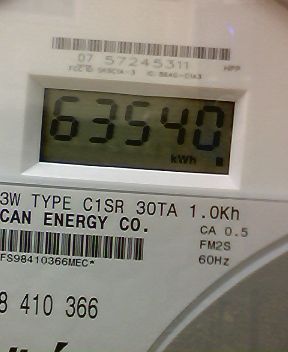 07 57245311 HPP
63540
kWh
3W TYPE C1SR 30TA 1.0Kh
CAN ENERGY CO.
CA 0.5
FM2S
FS98410366MEC*
60Hz
8 410 366